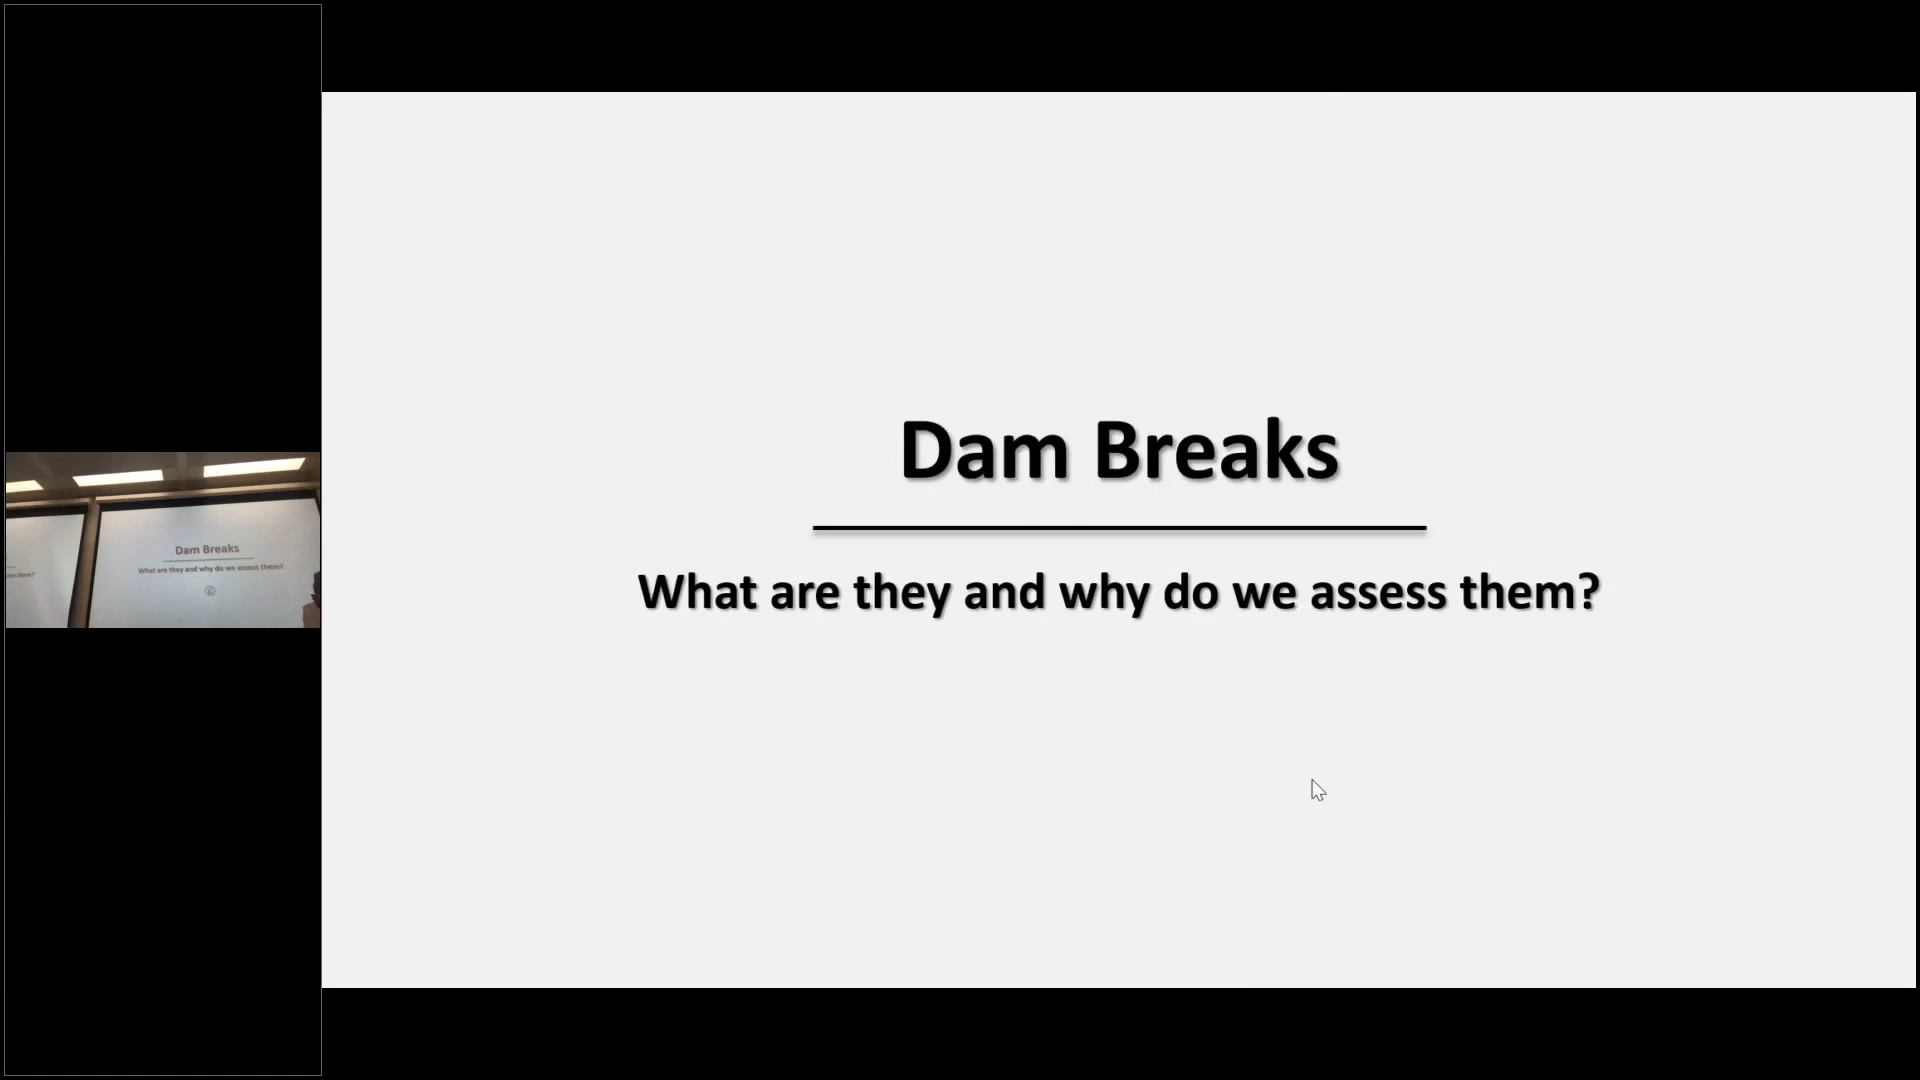 Dam Breaks
What are they and why do we assess them?
Dam Breaks
What are they and why do we assess them?
them?